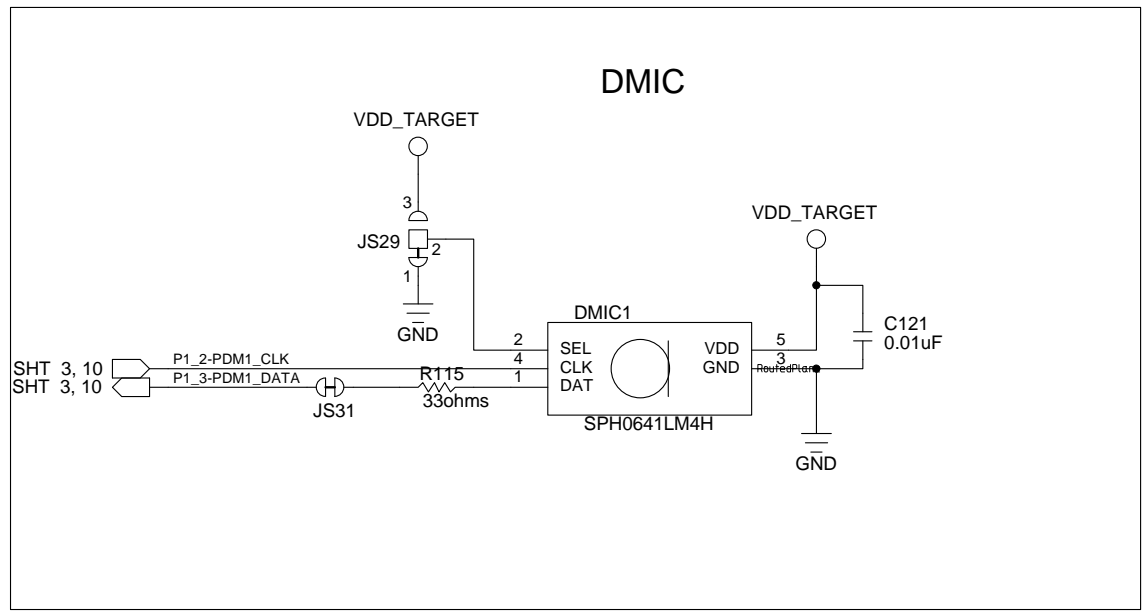 DMIC
VDD_TARGET
3
JS29
2
1
GND
VDD_TARGET
C121
0.01uF
DMIC1
2
SEL
VDD
5
SHT 3, 10
P1_2-PDM1_CLK
4
CLK
GND
3
SHT 3, 10
P1_3-PDM1_DATA
R115
1
DAT
JS31
33ohms
SPH0641LM4H
GND